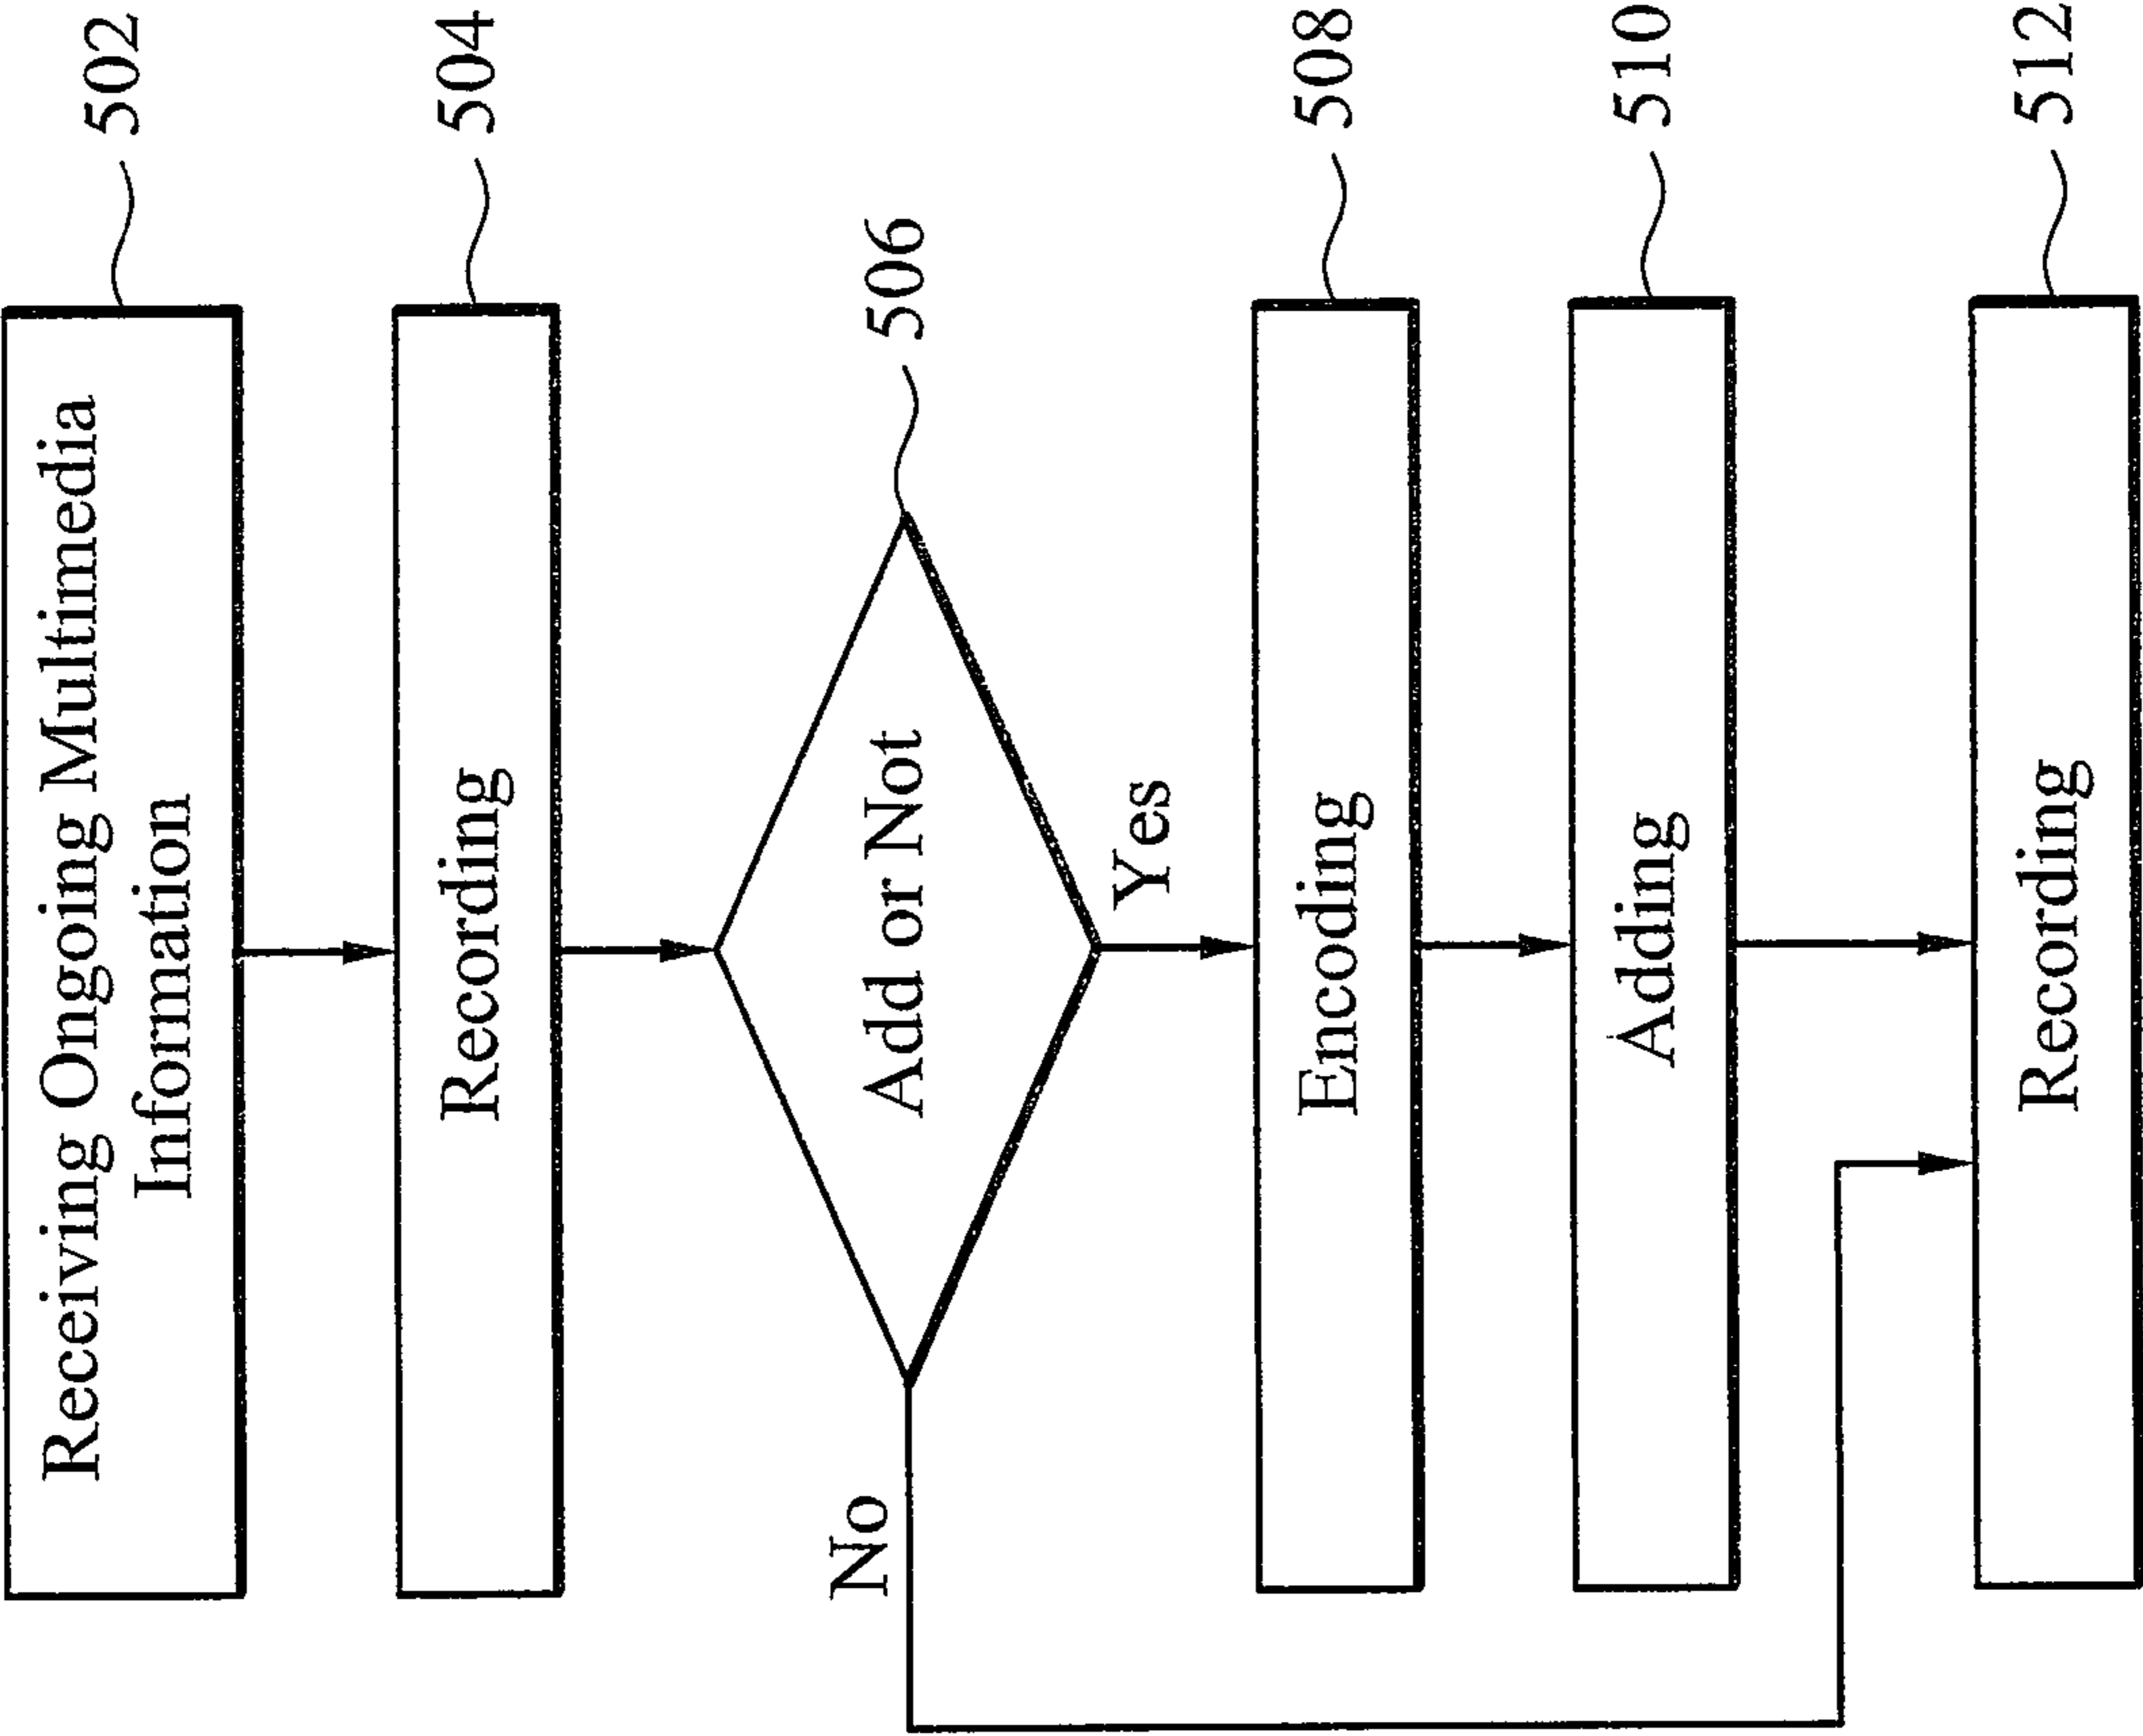 Receiving Ongoing Multimedia
Information
502
Recording
504
Add or Not
506
No
Yes
Encoding
508
Adding
510
Recording
512